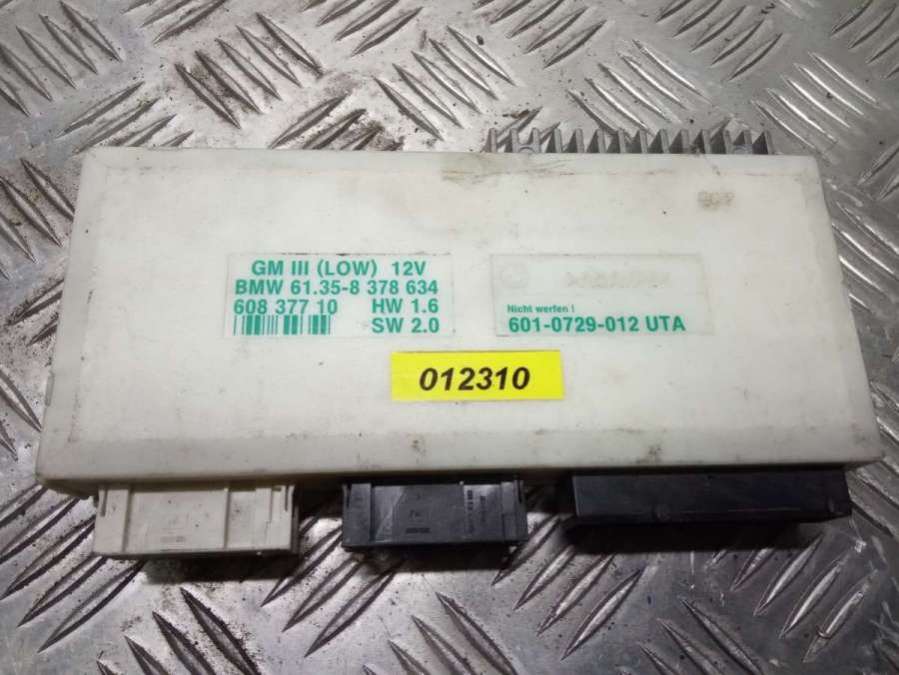 GM III (LOW) 12V
BMW 61.35-8 378 634
608 377 10 HW 1.6
SW 2.0
Nicht werfen !
601-0729-012 UTA
012310